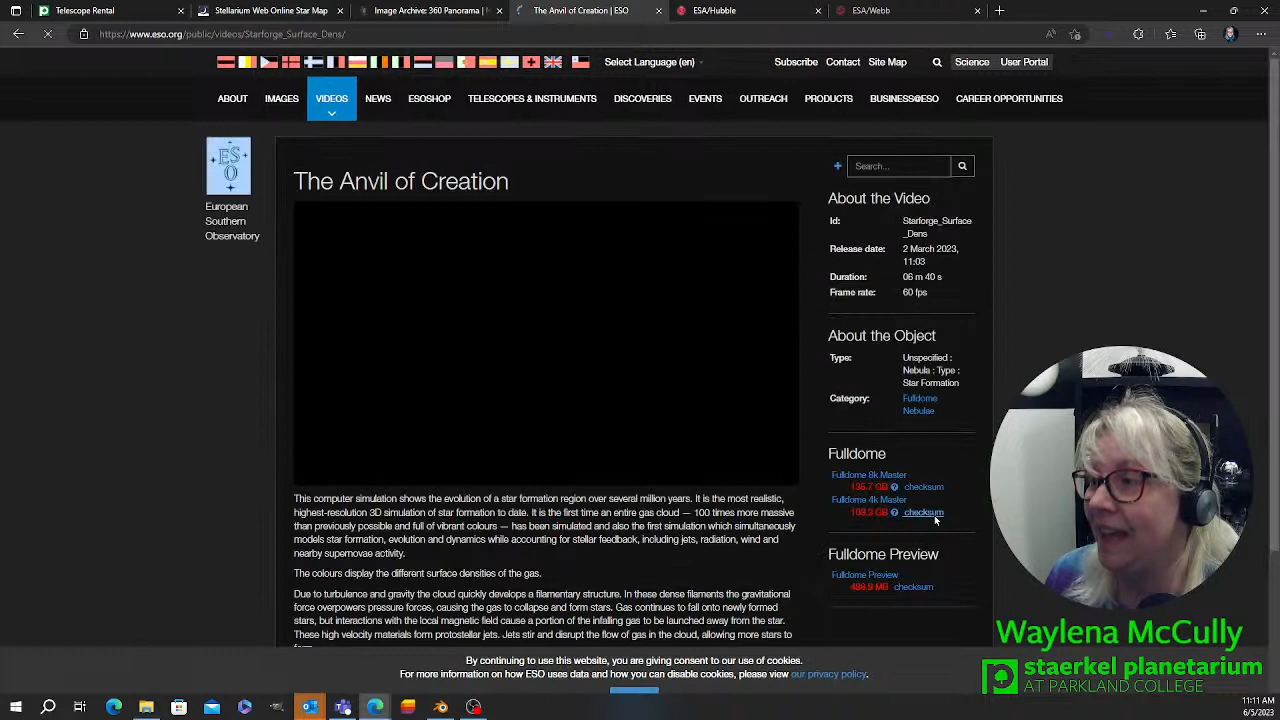 Telescope Rental
Stellarium Web Online Star Map
Image Archive: 360 Panorama |
The Anvil of Creation | ESO
ESA/Hubble
ESA/Webb
https://www.eso.org/public/videos/Starforge_Surface_Dens/
Select Language (en)
Subscribe Contact Site Map
Science User Portal
ABOUT IMAGES VIDEOS NEWS ESOSHOP TELESCOPES & INSTRUMENTS DISCOVERIES EVENTS OUTREACH PRODUCTS BUSINESS@ESO CAREER OPPORTUNITIES
ES
O
European
Southern
Observatory
The Anvil of Creation
This computer simulation shows the evolution of a star formation region over several million years. It is the most realistic,
highest-resolution 3D simulation of star formation to date. It is the first time an entire gas cloud — 100 times more massive
than previously possible and full of vibrant colours — has been simulated and also the first simulation which simultaneously
models star formation, evolution and dynamics while accounting for stellar feedback, including jets, radiation, wind and
nearby supernovae activity.
The colours display the different surface densities of the gas.
Due to turbulence and gravity the cloud quickly develops a filamentary structure. In these dense filaments the gravitational
force overpowers pressure forces, causing the gas to collapse and form stars. Gas continues to fall onto newly formed
stars, but interactions with the local magnetic field cause a portion of the infalling gas to be launched away from the star.
These high velocity materials form protostellar jets. Jets stir and disrupt the flow of gas in the cloud, allowing more stars to
Search...
About the Video
Id: Starforge_Surface
_Dens
Release date: 2 March 2023,
11:03
Duration: 06 m 40 s
Frame rate: 60 fps
About the Object
Type: Unspecified :
Nebula : Type :
Star Formation
Category: Fulldome
Nebulae
Fulldome
Fulldome 8k Master
checksum
Fulldome 4k Master
checksum
Fulldome Preview
Fulldome Preview
checksum
By continuing to use this website, you are giving consent to our use of cookies.
For more information on how ESO uses data and how you can disable cookies, please view our privacy policy.
Waylena McCully
staerkel planetarium
AT PARKLAND COLLEGE
11:11 AM
6/5/2023